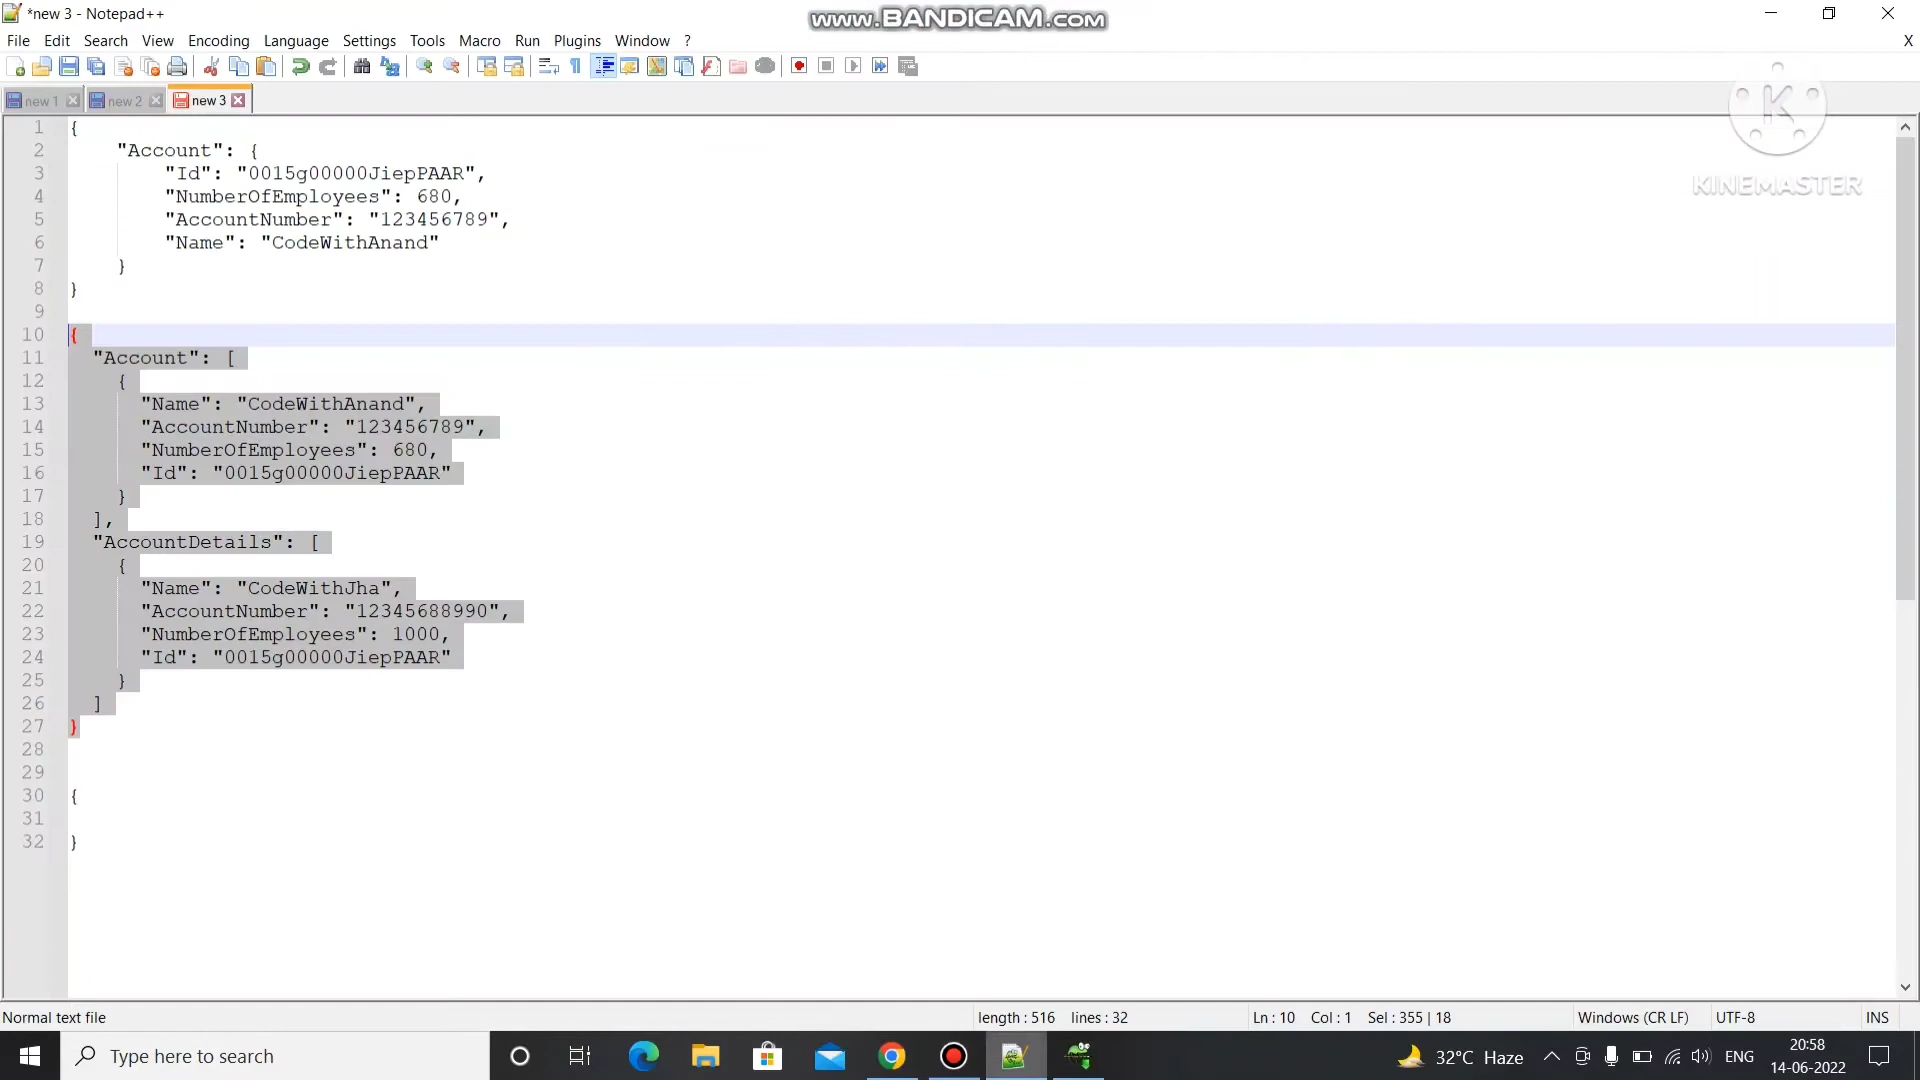 *new 3 - Notepad++
www.BANDICAM.com
File Edit Search View Encoding Language Settings Tools Macro Run Plugins Window ? X
new 1 new 2 new 3
K
KINEMASTER
1 {
2 "Account": {
3 "Id": "0015g00000JiepPAAR",
4 "NumberOfEmployees": 680,
5 "AccountNumber": "123456789",
6 "Name": "CodeWithAnand"
7 }
8 }
9
10 {
11 "Account": [
12 {
13 "Name": "CodeWithAnand",
14 "AccountNumber": "123456789",
15 "NumberOfEmployees": 680,
16 "Id": "0015g00000JiepPAAR"
17 }
18 ],
19 "AccountDetails": [
20 {
21 "Name": "CodeWithJha",
22 "AccountNumber": "12345688990",
23 "NumberOfEmployees": 1000,
24 "Id": "0015g00000JiepPAAR"
25 }
26 ]
27 }
28
29
30 {
31
32 }
Normal text file length : 516 lines : 32 Ln : 10 Col : 1 Sel : 355 | 18 Windows (CR LF) UTF-8 INS
Type here to search 32°C Haze ENG 20:58
14-06-2022